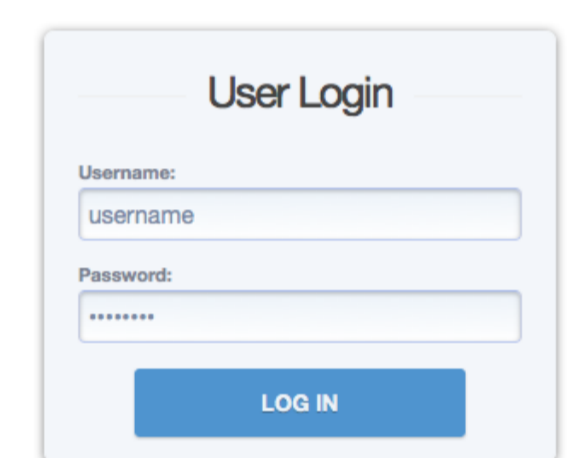 User Login
Username:
username
Password:
••••••••
LOG IN